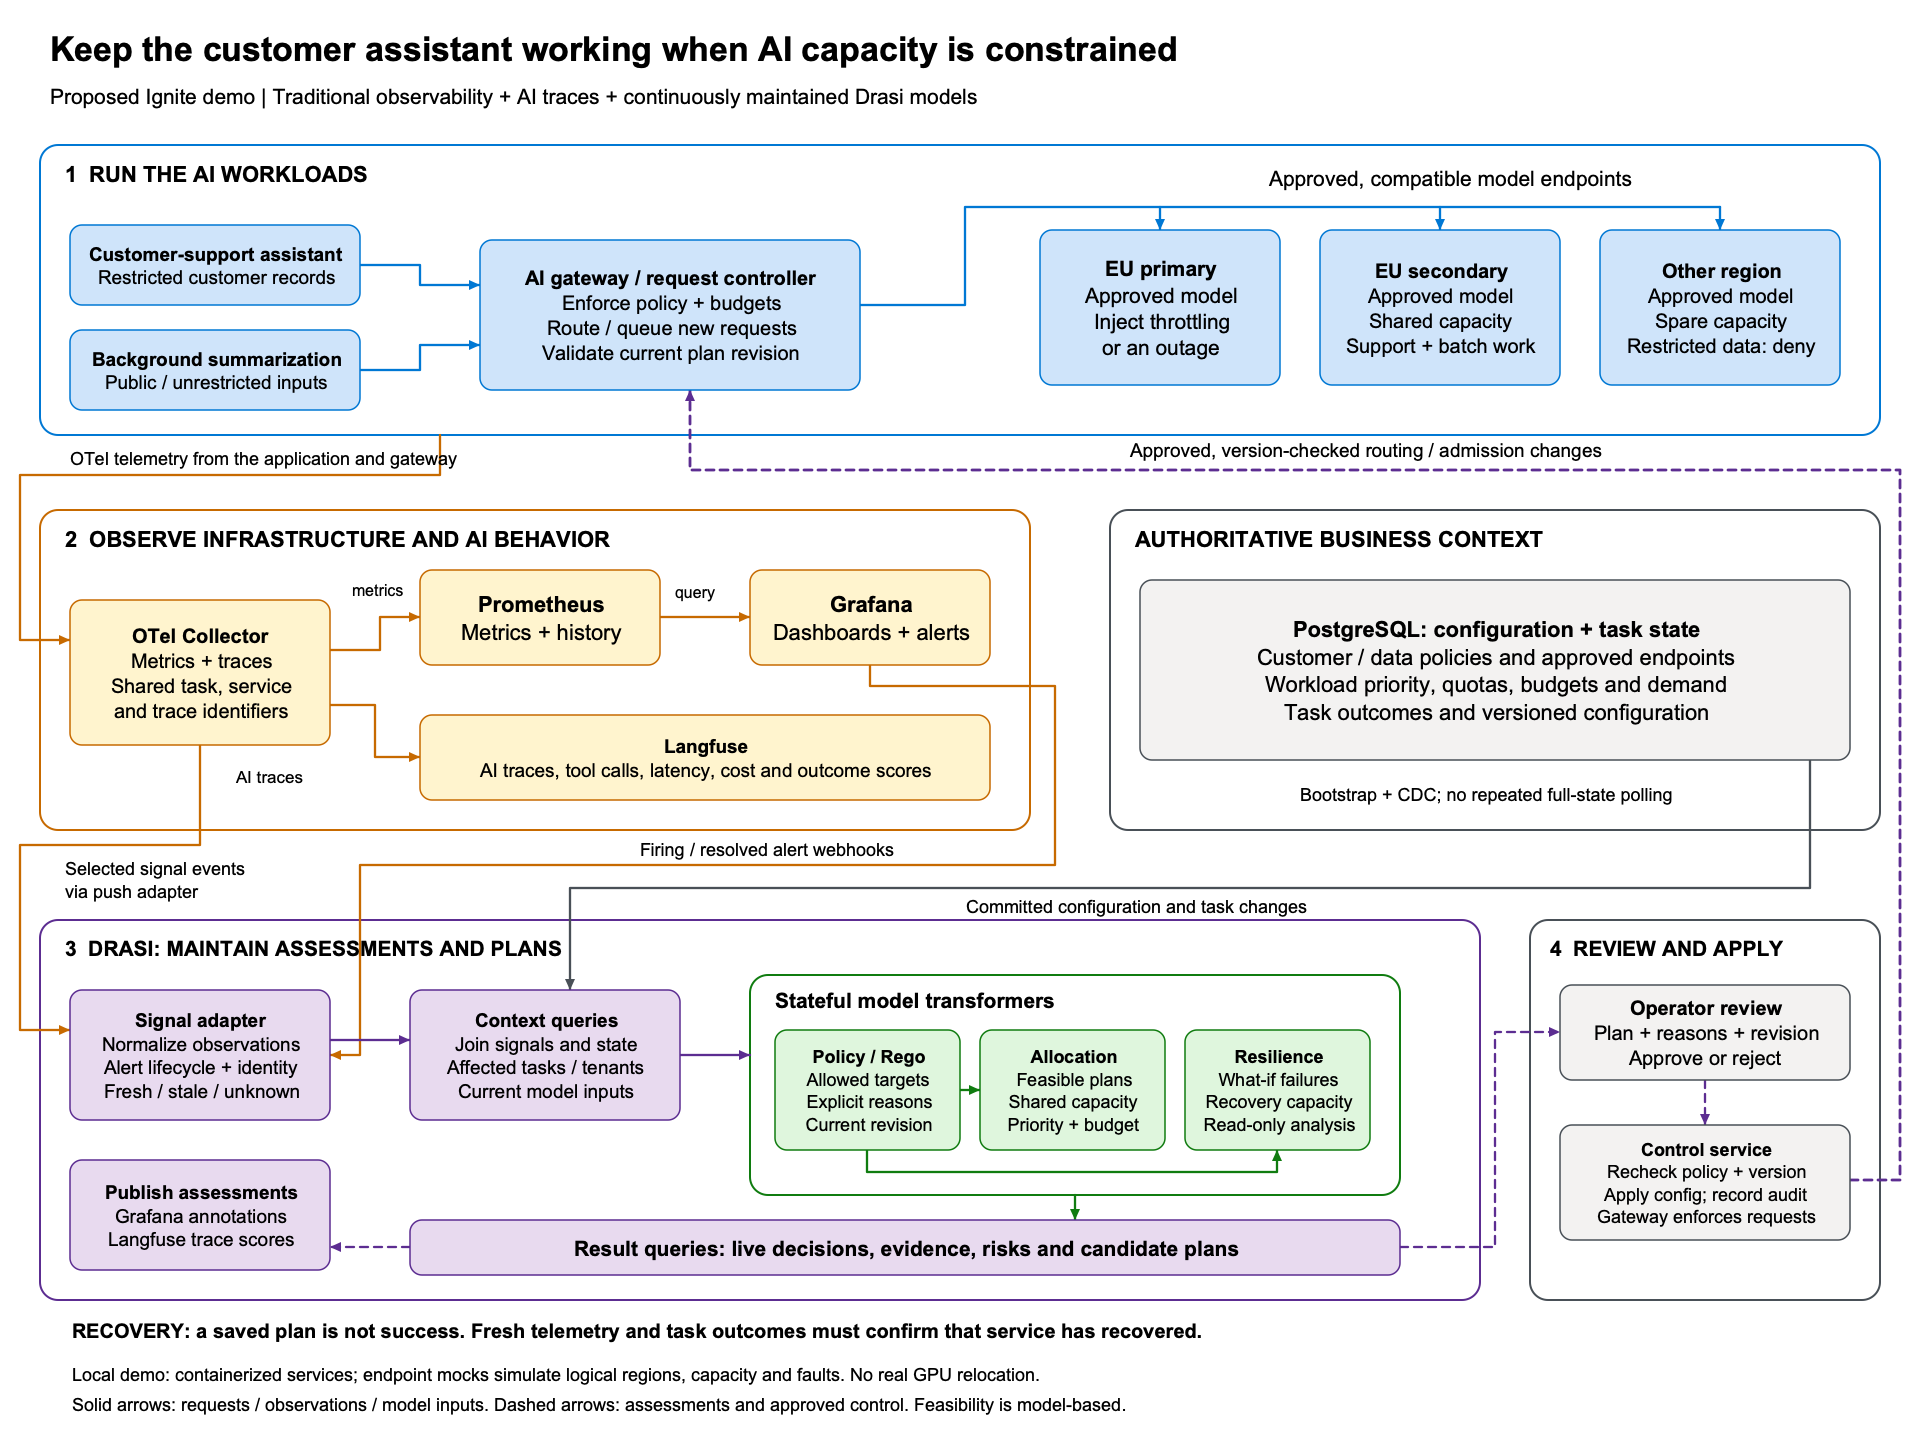 Keep the customer assistant working when AI capacity is constrained
Proposed Ignite demo | Traditional observability + AI traces + continuously maintained Drasi models
1 RUN THE AI WORKLOADS
Approved, compatible model endpoints
Customer-support assistant
Restricted customer records
Background summarization
Public / unrestricted inputs
AI gateway / request controller
Enforce policy + budgets
Route / queue new requests
Validate current plan revision
EU primary
Approved model
Inject throttling
or an outage
EU secondary
Approved model
Shared capacity
Support + batch work
Other region
Approved model
Spare capacity
Restricted data: deny
OTel telemetry from the application and gateway
Approved, version-checked routing / admission changes
2 OBSERVE INFRASTRUCTURE AND AI BEHAVIOR
OTel Collector
Metrics + traces
Shared task, service
and trace identifiers
metrics
Prometheus
Metrics + history
query
Grafana
Dashboards + alerts
AI traces
Langfuse
AI traces, tool calls, latency, cost and outcome scores
AUTHORITATIVE BUSINESS CONTEXT
PostgreSQL: configuration + task state
Customer / data policies and approved endpoints
Workload priority, quotas, budgets and demand
Task outcomes and versioned configuration
Bootstrap + CDC; no repeated full-state polling
Selected signal events
via push adapter
Firing / resolved alert webhooks
Committed configuration and task changes
3 DRASI: MAINTAIN ASSESSMENTS AND PLANS
Signal adapter
Normalize observations
Alert lifecycle + identity
Fresh / stale / unknown
Context queries
Join signals and state
Affected tasks / tenants
Current model inputs
Stateful model transformers
Policy / Rego
Allowed targets
Explicit reasons
Current revision
Allocation
Feasible plans
Shared capacity
Priority + budget
Resilience
What-if failures
Recovery capacity
Read-only analysis
Publish assessments
Grafana annotations
Langfuse trace scores
Result queries: live decisions, evidence, risks and candidate plans
4 REVIEW AND APPLY
Operator review
Plan + reasons + revision
Approve or reject
Control service
Recheck policy + version
Apply config; record audit
Gateway enforces requests
RECOVERY: a saved plan is not success. Fresh telemetry and task outcomes must confirm that service has recovered.
Local demo: containerized services; endpoint mocks simulate logical regions, capacity and faults. No real GPU relocation.
Solid arrows: requests / observations / model inputs. Dashed arrows: assessments and approved control. Feasibility is model-based.